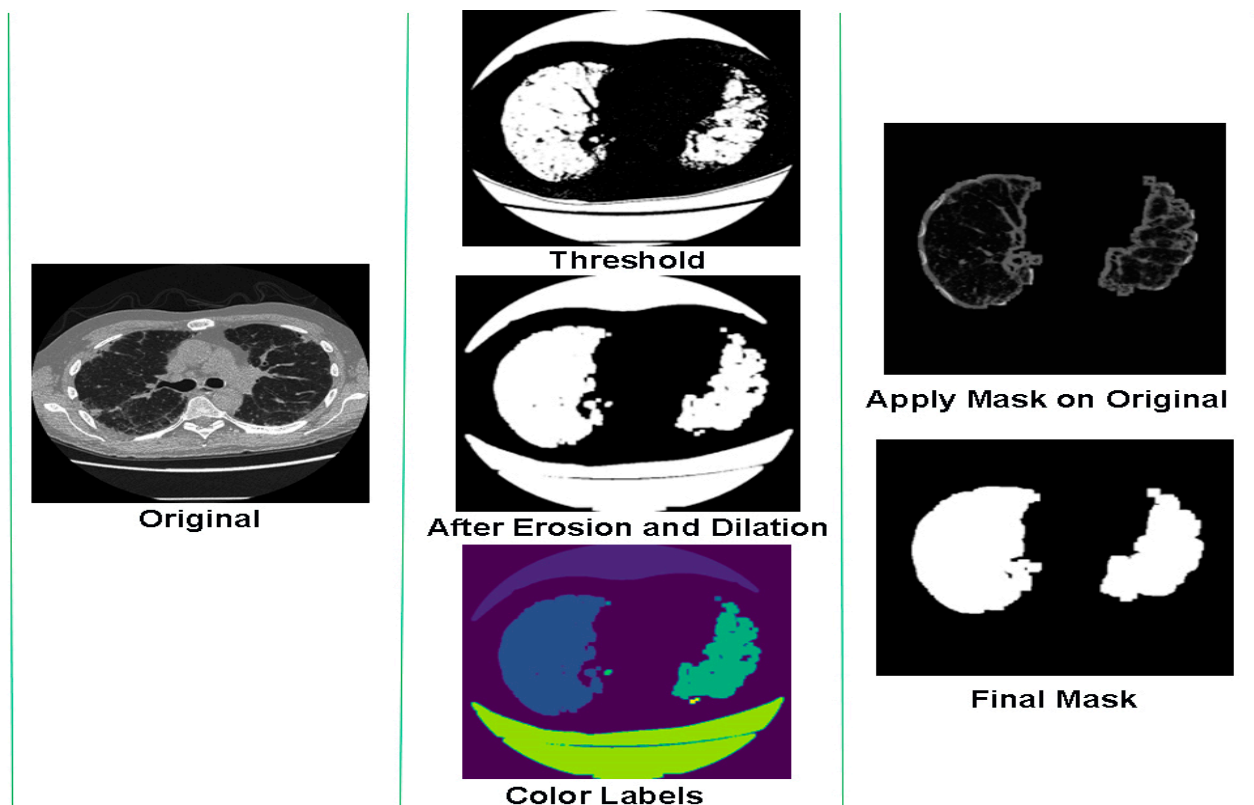 Original
Threshold
After Erosion and Dilation
Color Labels
Apply Mask on Original
Final Mask